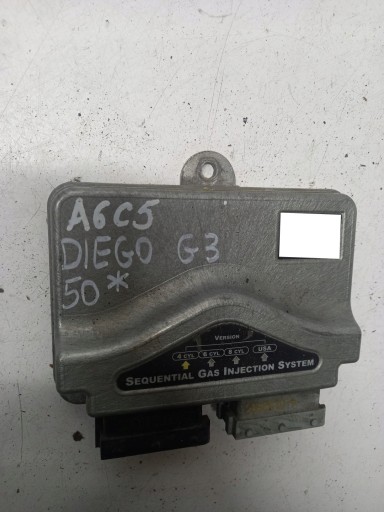 A6C5
DIEGO G3
50*
VERSION
4 CYL 6 CYL 8 CYL USA
SEQUENTIAL GAS INJECTION SYSTEM